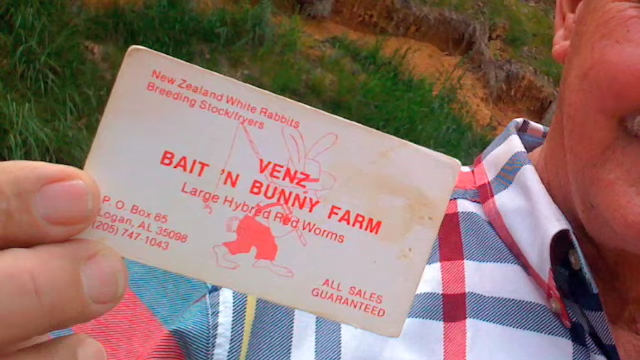 New Zealand White Rabbits
Breeding Stock/fryers
VENZ
BAIT 'N BUNNY FARM
Large Hybred Red Worms
P. O. Box 65
Logan, AL 35098
(205) 747-1043
ALL SALES
GUARANTEED